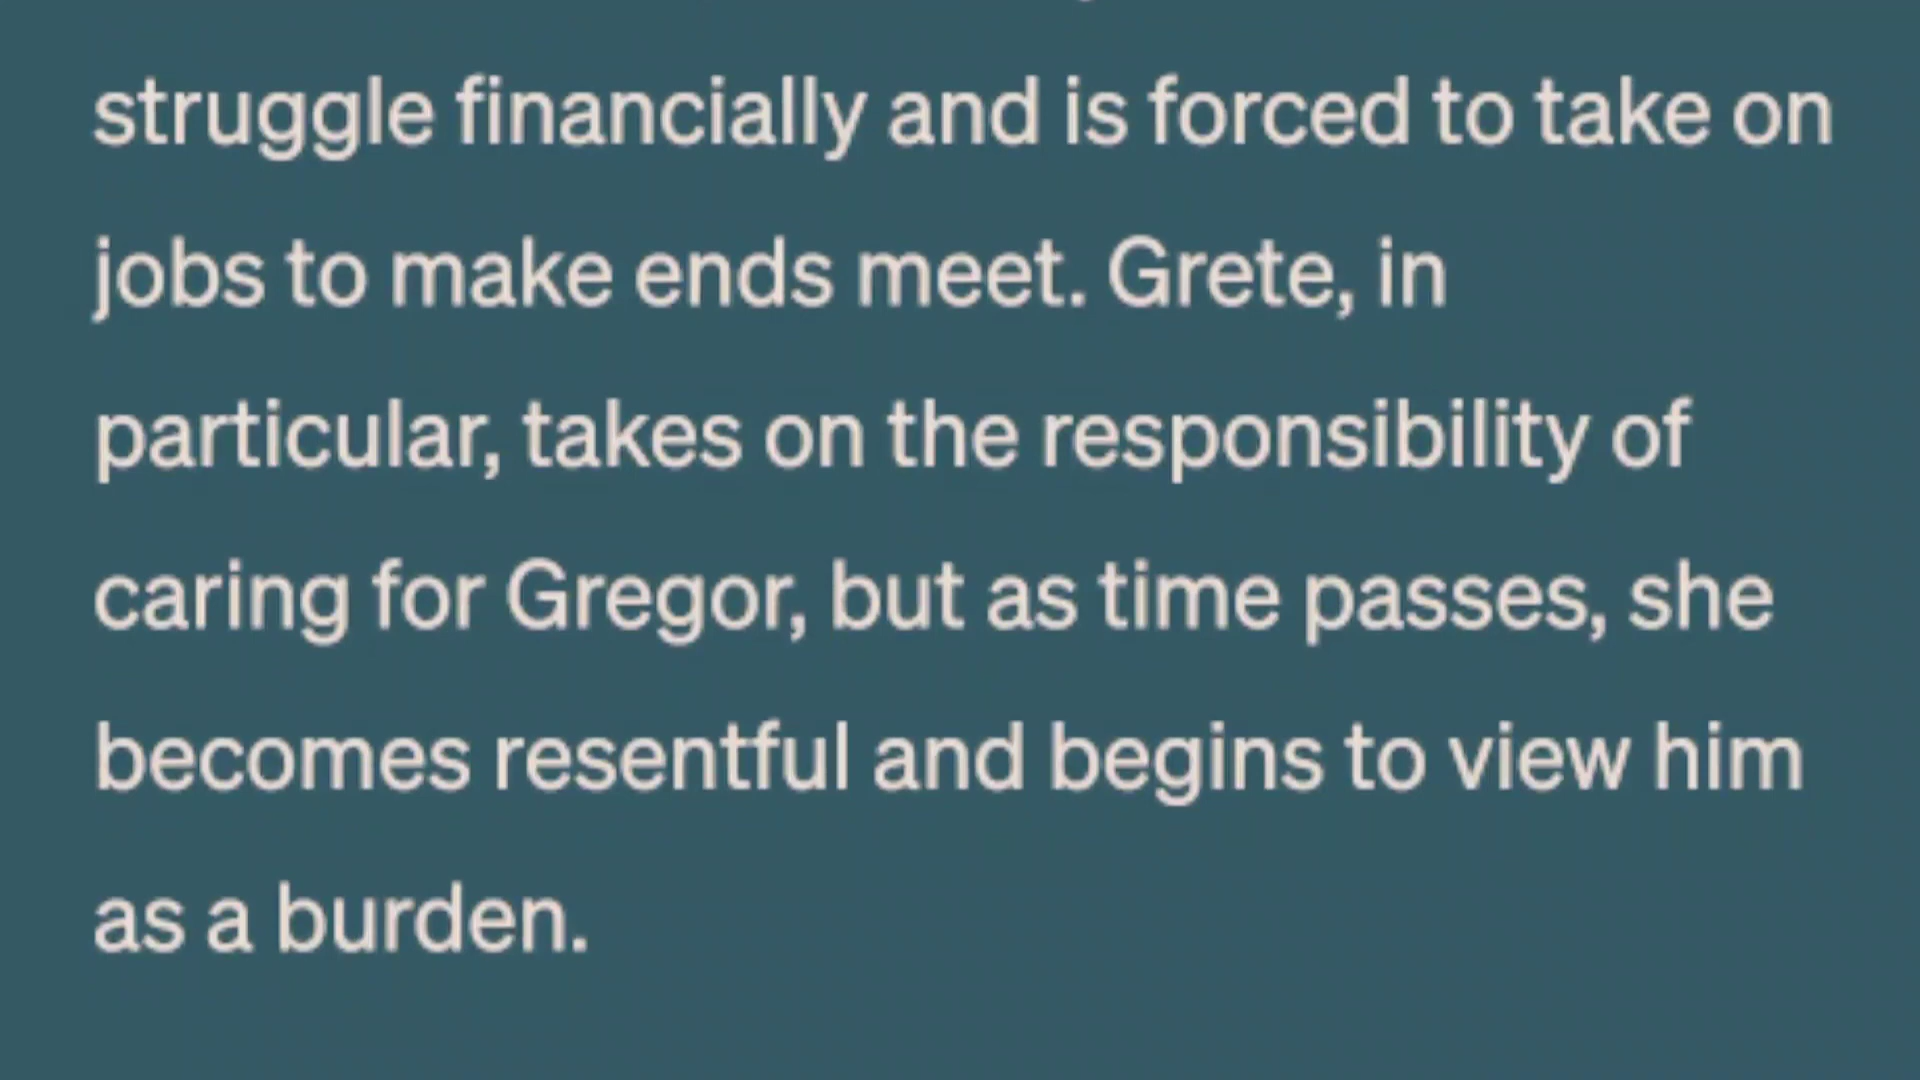 struggle financially and is forced to take on
jobs to make ends meet. Grete, in
particular, takes on the responsibility of
caring for Gregor, but as time passes, she
becomes resentful and begins to view him
as a burden.